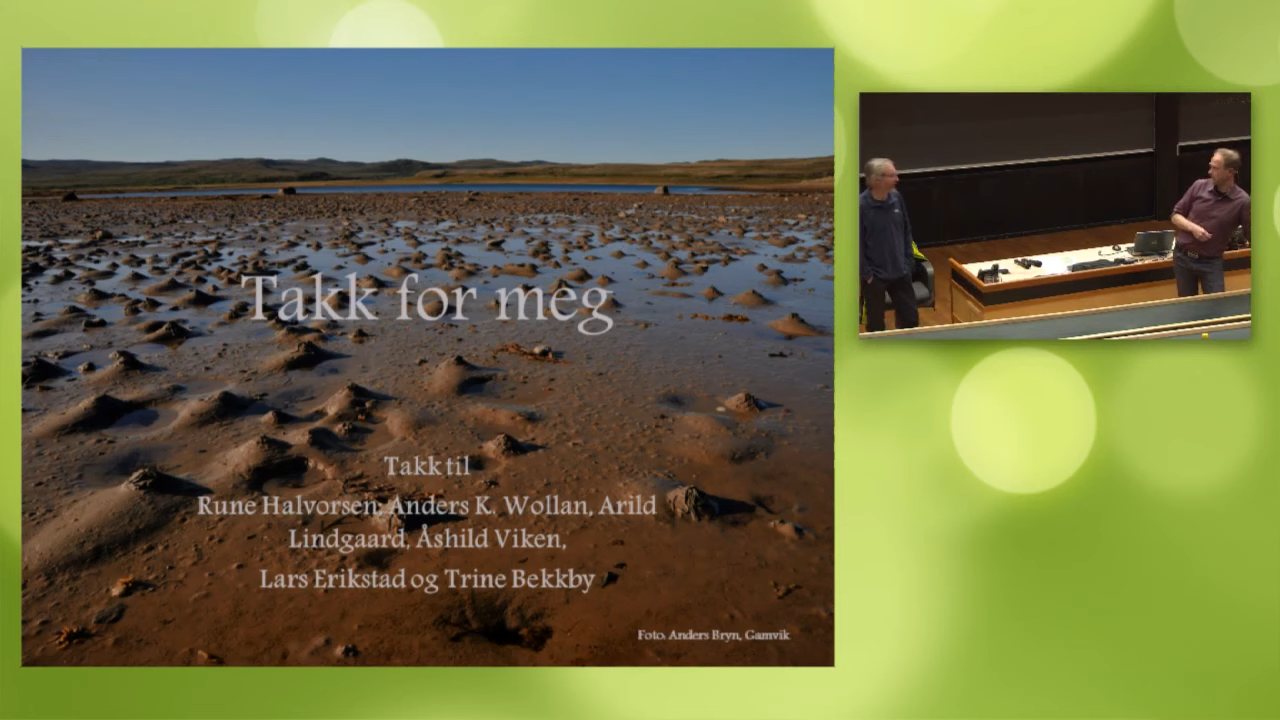 Takk for meg
Takk til
Rune Halvorsen, Anders K. Wollan, Arild
Lindgaard, Åshild Viken,
Lars Erikstad og Trine Bekkby
Foto: Anders Bryn, Gamvik